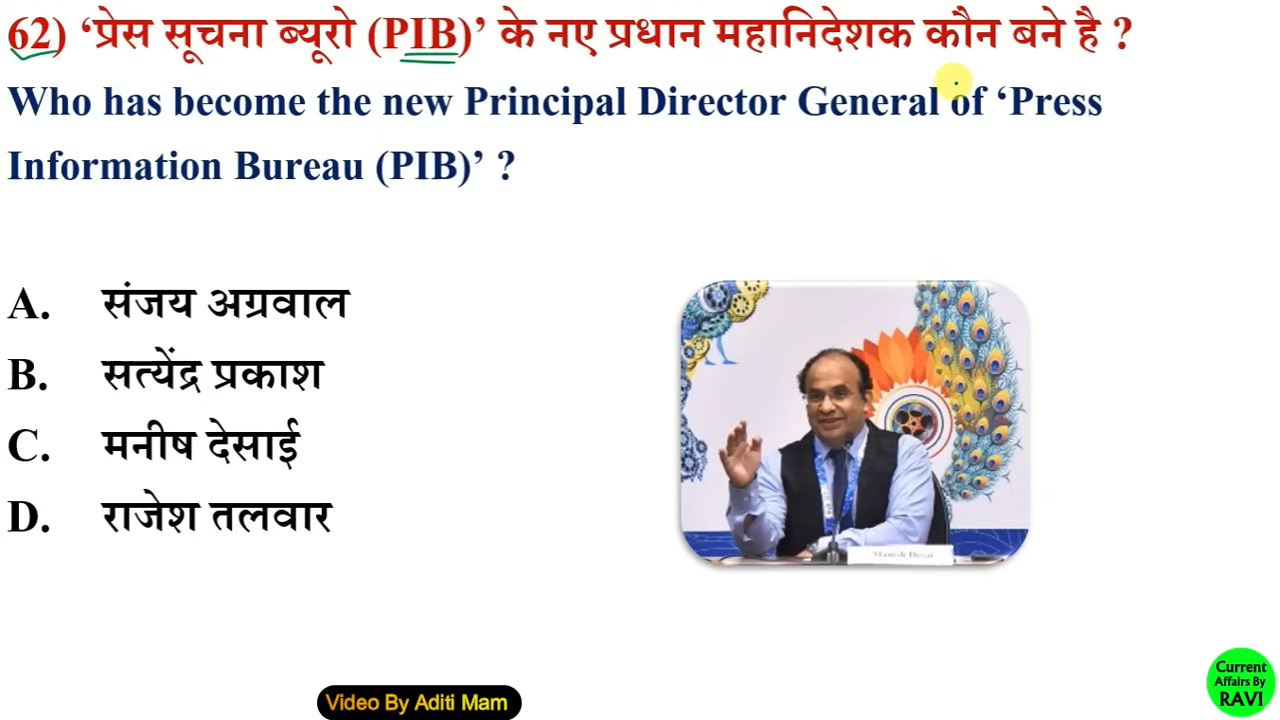 62) ‘प्रेस सूचना ब्यूरो (PIB)’ के नए प्रधान महानिदेशक कौन बने है ?
Who has become the new Principal Director General of ‘Press
Information Bureau (PIB)’ ?
A. संजय अग्रवाल
B. सत्येंद्र प्रकाश
C. मनीष देसाई
D. राजेश तलवार
Video By Aditi Mam
Current
Affairs By
RAVI